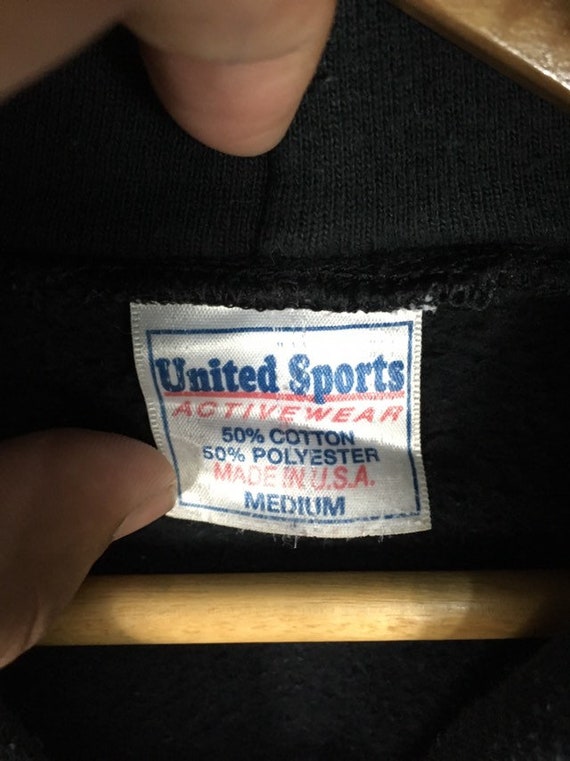 United Sports
ACTIVEWEAR
50% COTTON
50% POLYESTER
MADE IN U.S.A.
MEDIUM